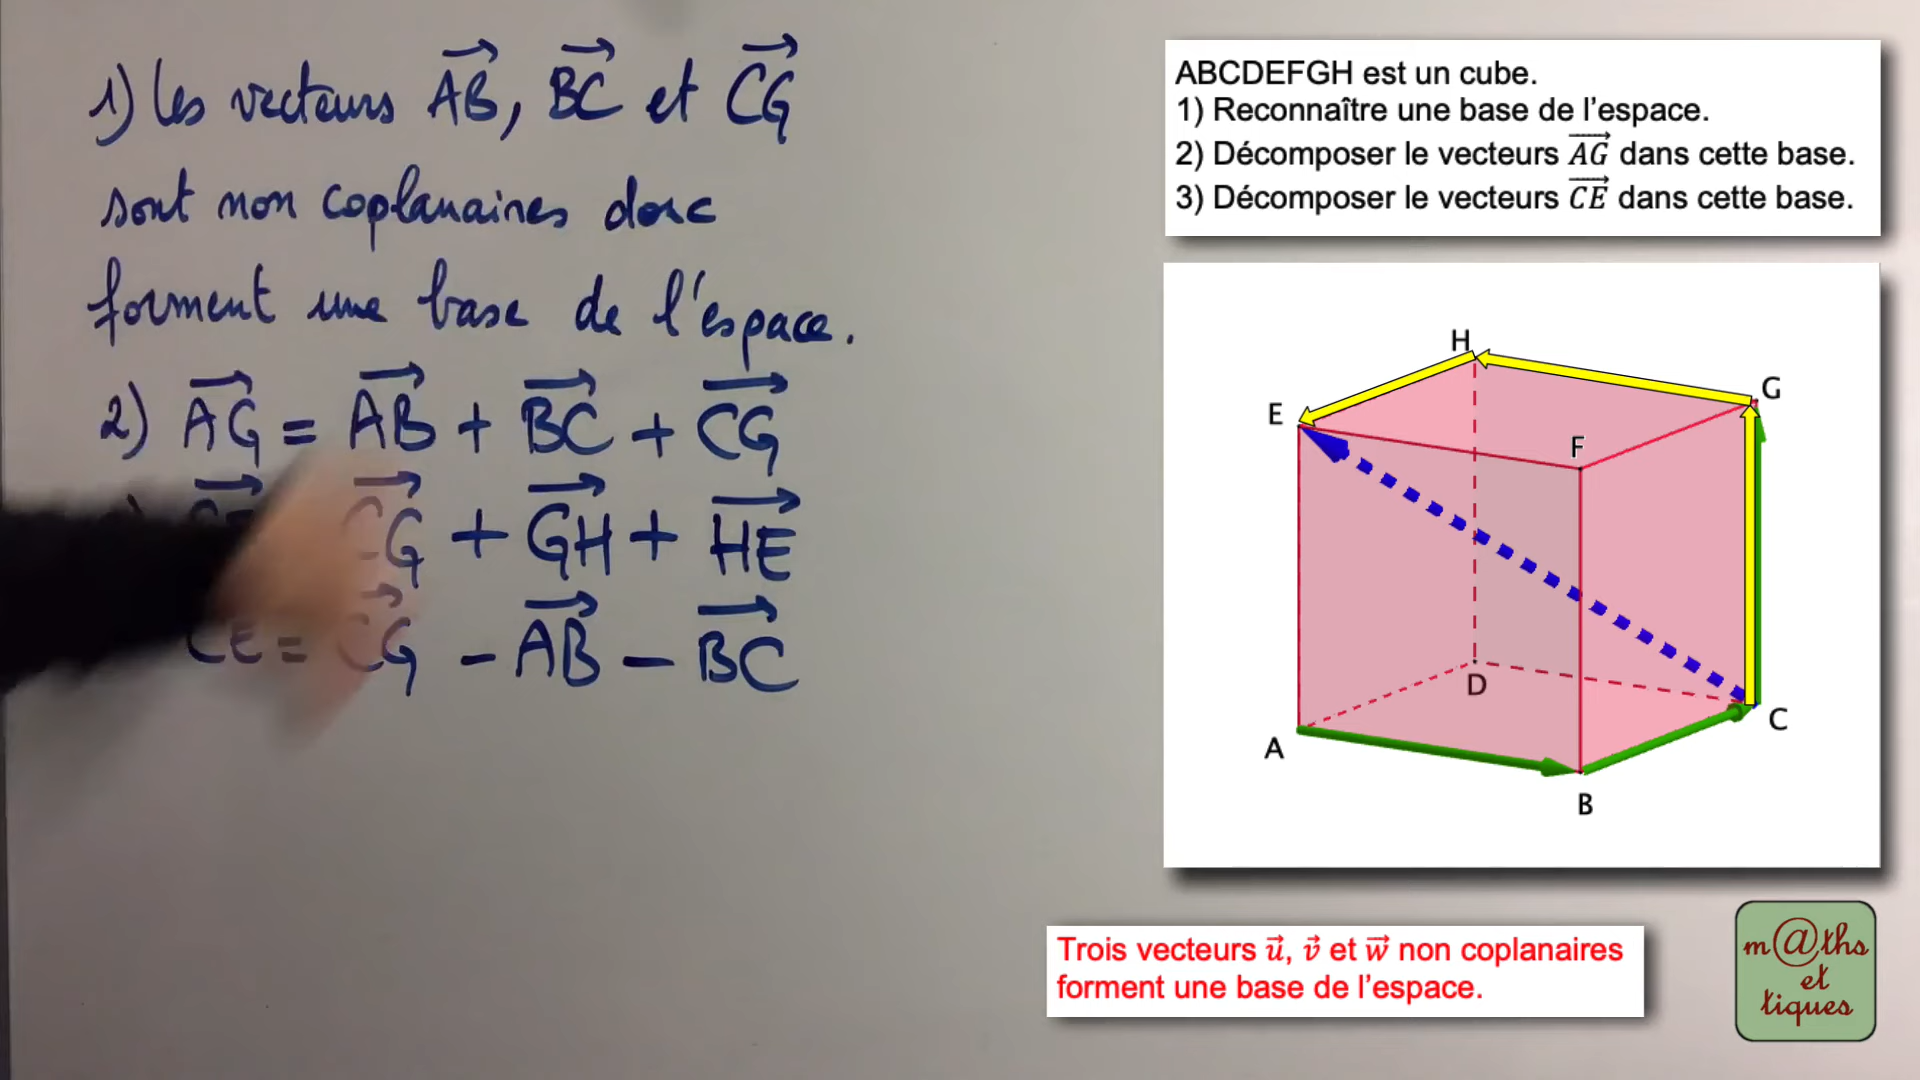 1) Les vecteurs AB, BC et CG
sont non coplanaires donc
forment une base de l'espace.
2) AG = AB + BC + CG
CG + GH + HE
CE = CG - AB - BC
ABCDEFGH est un cube.
1) Reconnaître une base de l'espace.
2) Décomposer le vecteurs AG dans cette base.
3) Décomposer le vecteurs CE dans cette base.
H
G
E
F
D
C
A
B
Trois vecteurs u, v et w non coplanaires
forment une base de l'espace.
m@ths
et
tiques